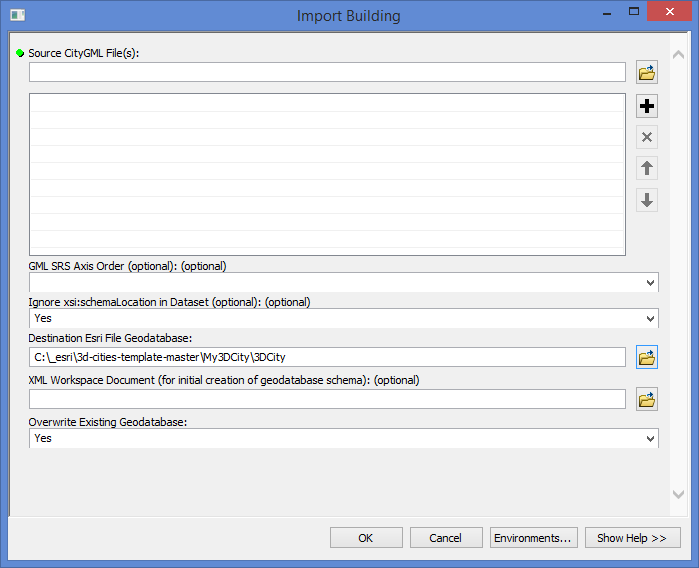 Import Building
Source CityGML File(s):
GML SRS Axis Order (optional): (optional)
Ignore xsi:schemaLocation in Dataset (optional): (optional)
Yes
Destination Esri File Geodatabase:
C:\_esri\3d-cities-template-master\My3DCity\3DCity
XML Workspace Document (for initial creation of geodatabase schema): (optional)
Overwrite Existing Geodatabase:
Yes
OK Cancel Environments... Show Help >>